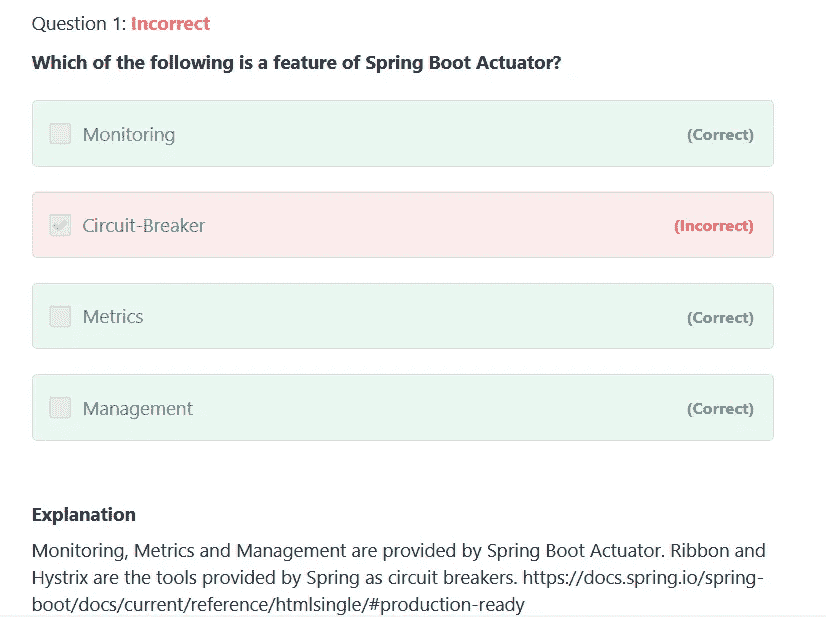 Question 1: Incorrect
Which of the following is a feature of Spring Boot Actuator?
Monitoring (Correct)
Circuit-Breaker (Incorrect)
Metrics (Correct)
Management (Correct)
Explanation
Monitoring, Metrics and Management are provided by Spring Boot Actuator. Ribbon and
Hystrix are the tools provided by Spring as circuit breakers. https://docs.spring.io/spring-
boot/docs/current/reference/htmlsingle/#production-ready